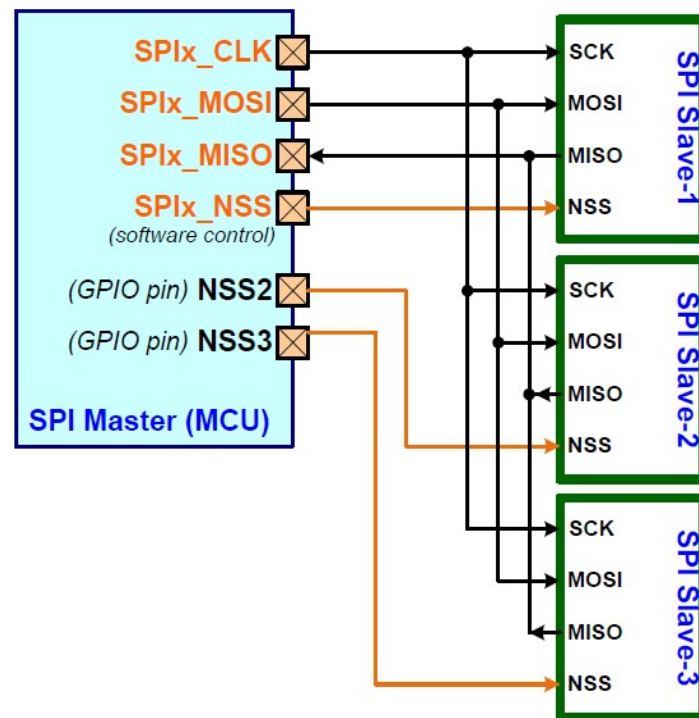 SPIx_CLK
SPIx_MOSI
SPIx_MISO
SPIx_NSS
(software control)
(GPIO pin) NSS2
(GPIO pin) NSS3
SPI Master (MCU)
SCK
MOSI
MISO
NSS
SPI Slave-1
SCK
MOSI
MISO
NSS
SPI Slave-2
SCK
MOSI
MISO
NSS
SPI Slave-3